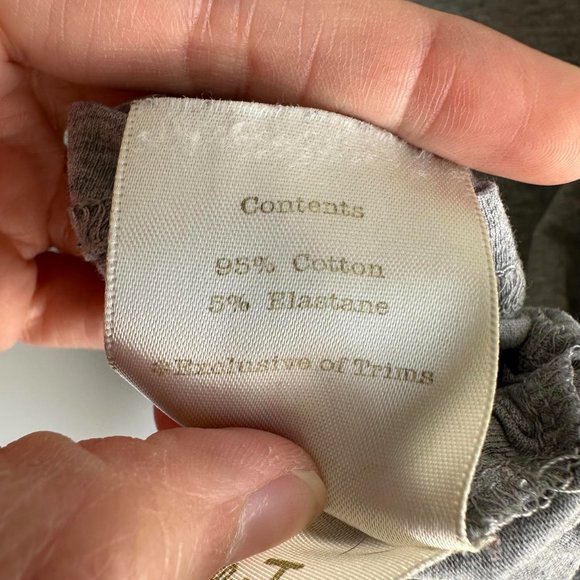 Contents
95% Cotton
5% Elastane
*Exclusive of Trims